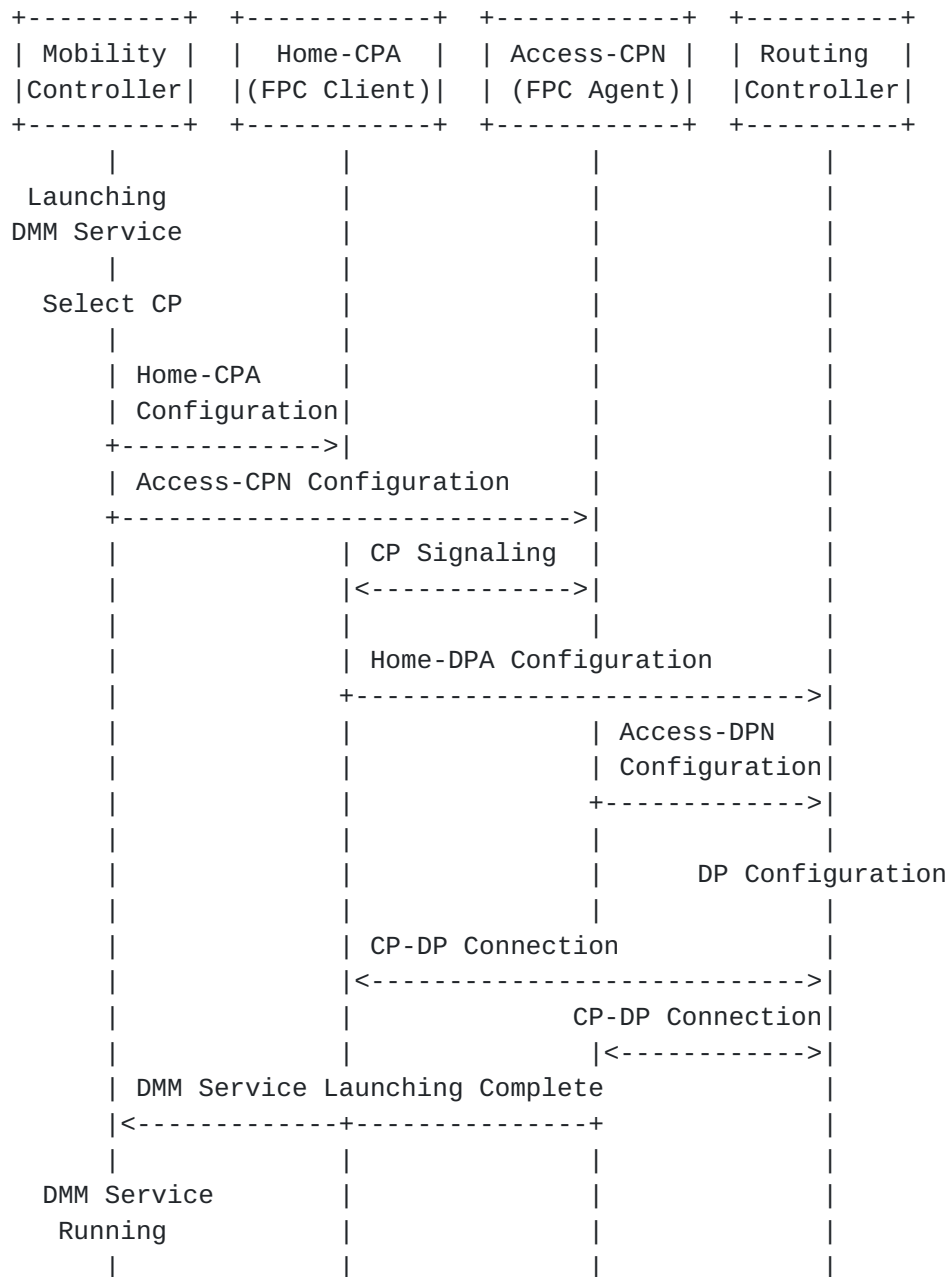 +----------+  +------------+  +------------+  +----------+
| Mobility |  |  Home-CPA  |  | Access-CPN |  | Routing  |
|Controller|  |(FPC Client)|  | (FPC Agent)|  |Controller|
+----------+  +------------+  +------------+  +----------+
      |              |               |              |
 Launching           |               |              |
DMM Service          |               |              |
      |              |               |              |
  Select CP          |               |              |
      |              |               |              |
      | Home-CPA     |               |              |
      | Configuration|               |              |
      +------------->|               |              |
      | Access-CPN Configuration     |              |
      +----------------------------->|              |
      |              | CP Signaling  |              |
      |              |<------------->|              |
      |              |               |              |
      |              | Home-DPA Configuration       |
      |              +----------------------------->|
      |              |               | Access-DPN   |
      |              |               | Configuration|
      |              |               +------------->|
      |              |               |              |
      |              |               |      DP Configuration
      |              |               |              |
      |              | CP-DP Connection             |
      |              |<---------------------------->|
      |              |              CP-DP Connection|
      |              |               |<------------>|
      | DMM Service Launching Complete              |
      |<-------------+---------------+              |
      |              |               |              |
  DMM Service        |               |              |
   Running           |               |              |
      |              |               |              |